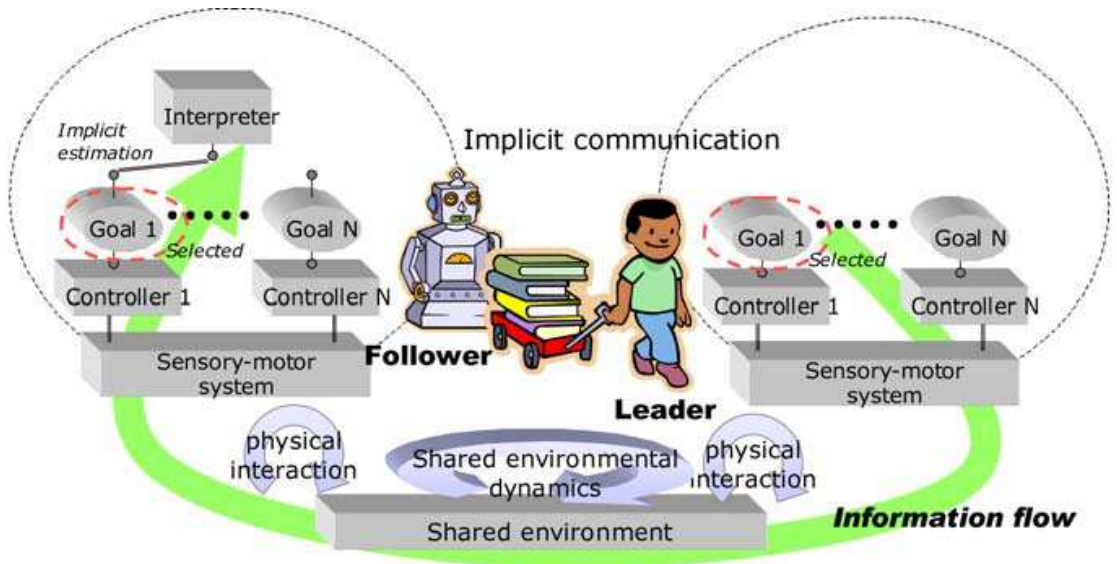 Interpreter
Implicit
estimation
Goal 1
Selected
Goal N
Controller 1
Controller N
Sensory-motor
system
Implicit communication
Follower
Leader
Goal 1
Selected
Goal N
Controller 1
Controller N
Sensory-motor
system
physical
interaction
Shared environmental
dynamics
physical
interaction
Shared environment
Information flow